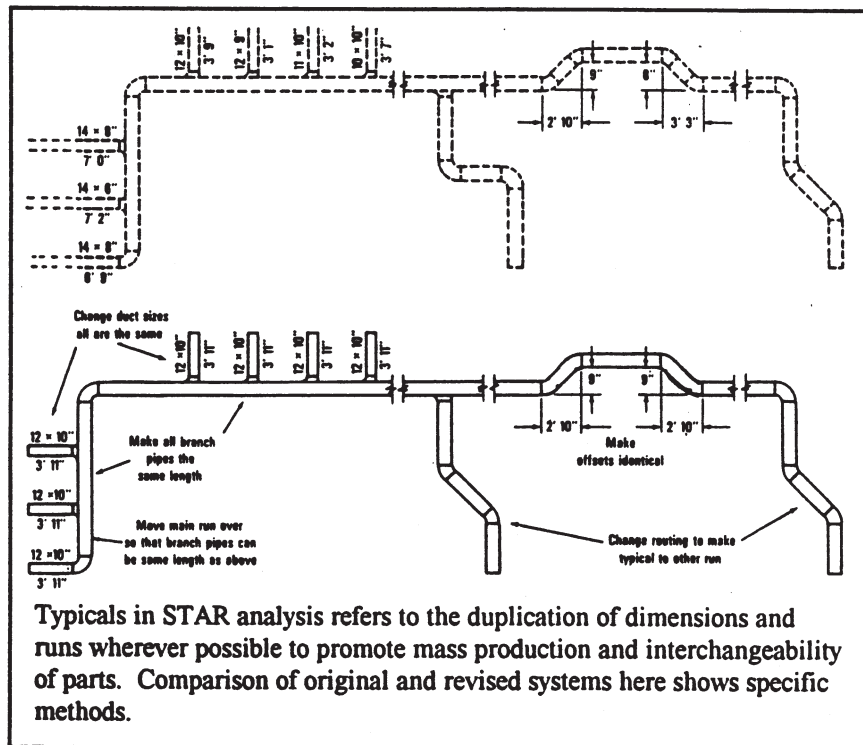 12 × 10"
3' 9"
12 × 9"
3' 1"
11 × 10"
3' 2"
10 × 10"
3' 7"
9"
8"
2' 10"
3' 3"
14 × 8"
7' 0"
14 × 6"
7' 2"
14 × 8"
6' 9"
Change duct sizes
all are the same
12 ×10"
3' 11"
12 × 10"
3' 11"
12 × 10"
3' 11"
12 × 10"
3' 11"
9"
9"
2' 10"
2' 10"
Make
offsets identical
12 × 10"
3' 11"
12 ×10"
3' 11"
12 ×10"
3' 11"
Make all branch
pipes the
same length
Move main run over
so that branch pipes can
be same length as above
Change routing to make
typical to other run
Typicals in STAR analysis refers to the duplication of dimensions and
runs wherever possible to promote mass production and interchangeability
of parts. Comparison of original and revised systems here shows specific
methods.